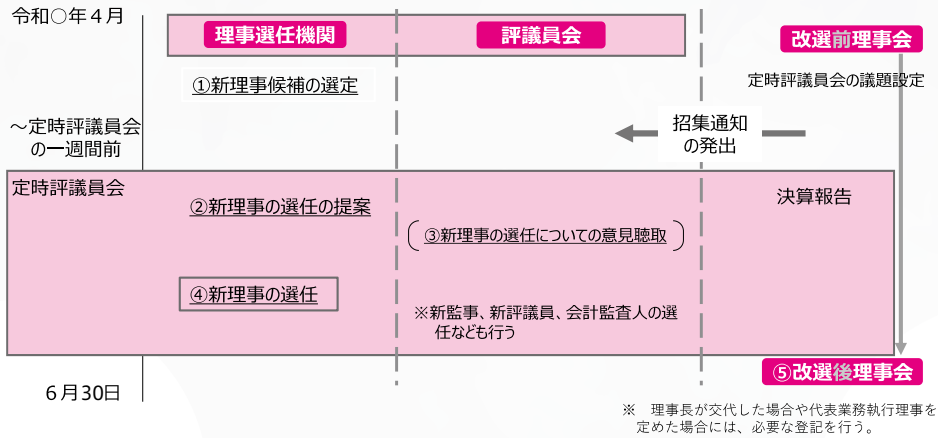 令和○年４月
理事選任機関
評議員会
改選前理事会
①新理事候補の選定
定時評議員会の議題設定
～定時評議員会
の一週間前
招集通知
の発出
定時評議員会
②新理事の選任の提案
決算報告
③新理事の選任についての意見聴取
④新理事の選任
※新監事、新評議員、会計監査人の選
任なども行う
⑤改選後理事会
６月30日
※　理事長が交代した場合や代表業務執行理事を
定めた場合には、必要な登記を行う。